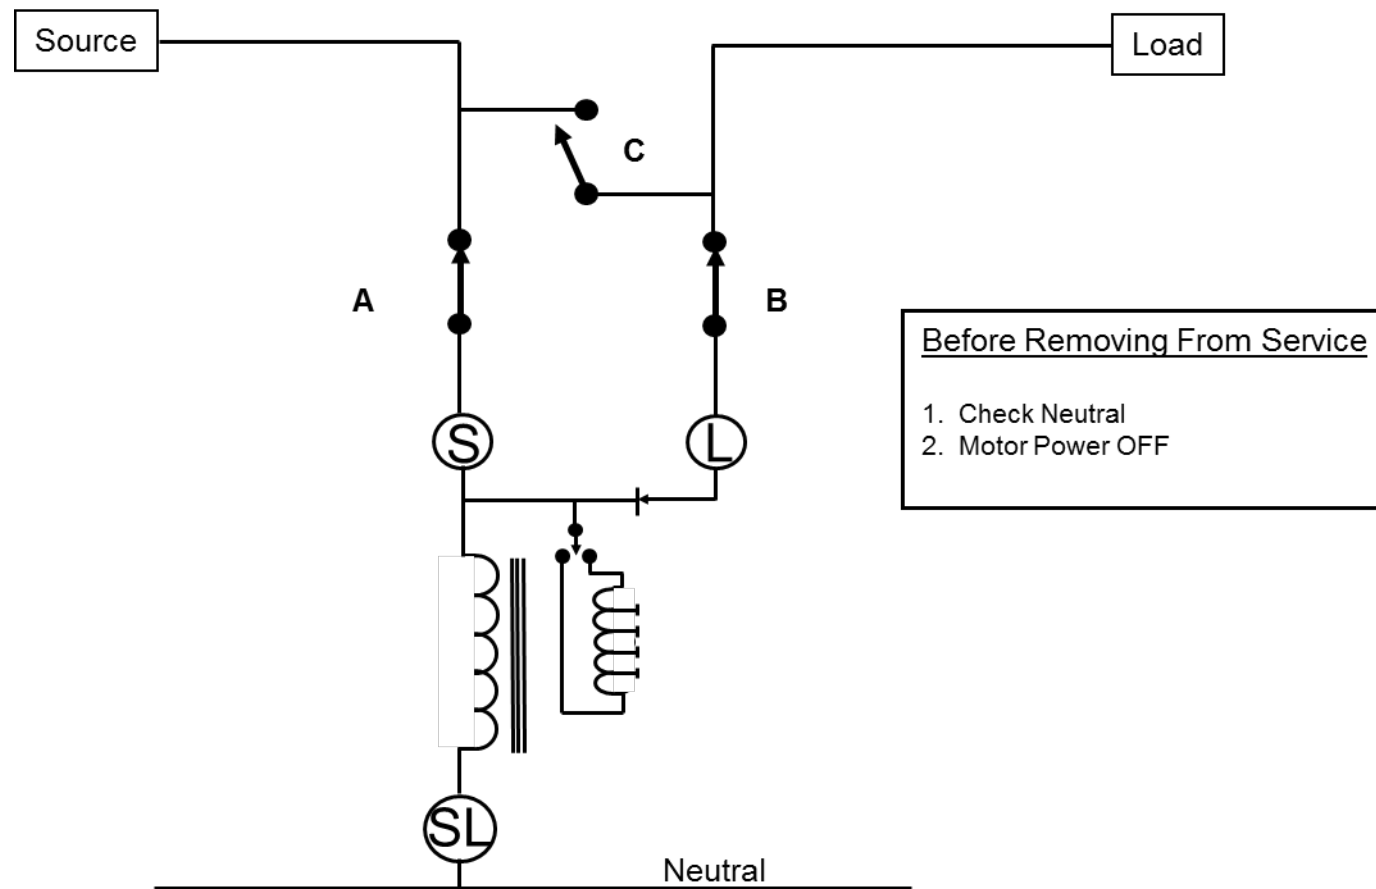 Source
Load
C
A
B
Before Removing From Service
1. Check Neutral
2. Motor Power OFF
S
L
SL
Neutral